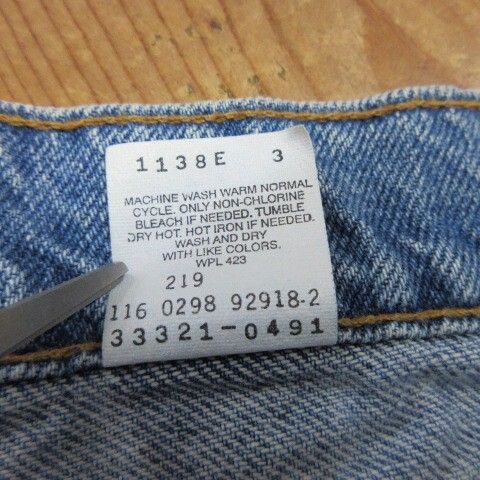 1138E 3
MACHINE WASH WARM NORMAL
CYCLE. ONLY NON-CHLORINE
BLEACH IF NEEDED. TUMBLE
DRY HOT. HOT IRON IF NEEDED.
WASH AND DRY
WITH LIKE COLORS.
WPL 423
219
116 0298 92918-2
33321-0491